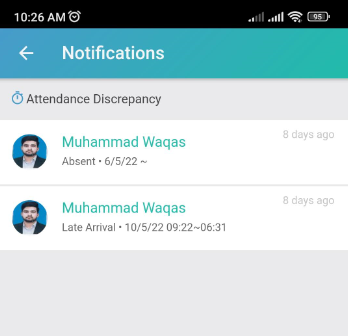 10:26 AM
95
Notifications
Attendance Discrepancy
Muhammad Waqas
8 days ago
Absent • 6/5/22 ~
Muhammad Waqas
8 days ago
Late Arrival • 10/5/22 09:22~06:31